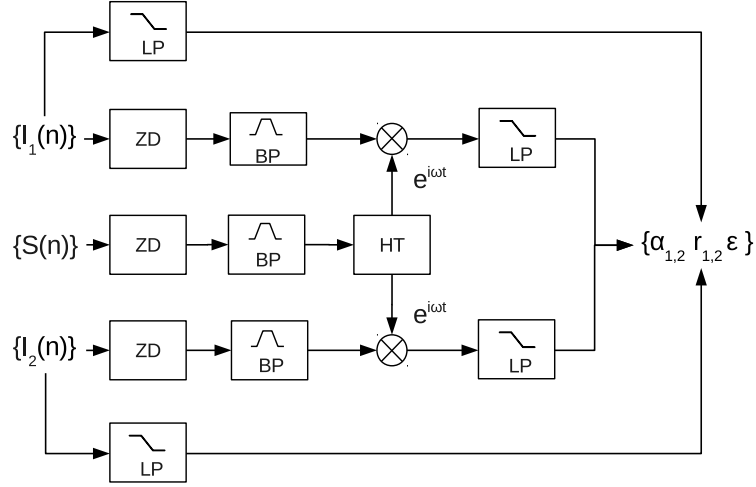 LP
{I₁(n)} ZD BP LP
e^iωt
{S(n)} ZD BP HT {α₁,₂ r₁,₂ ε }
e^iωt
{I₂(n)} ZD BP LP
LP